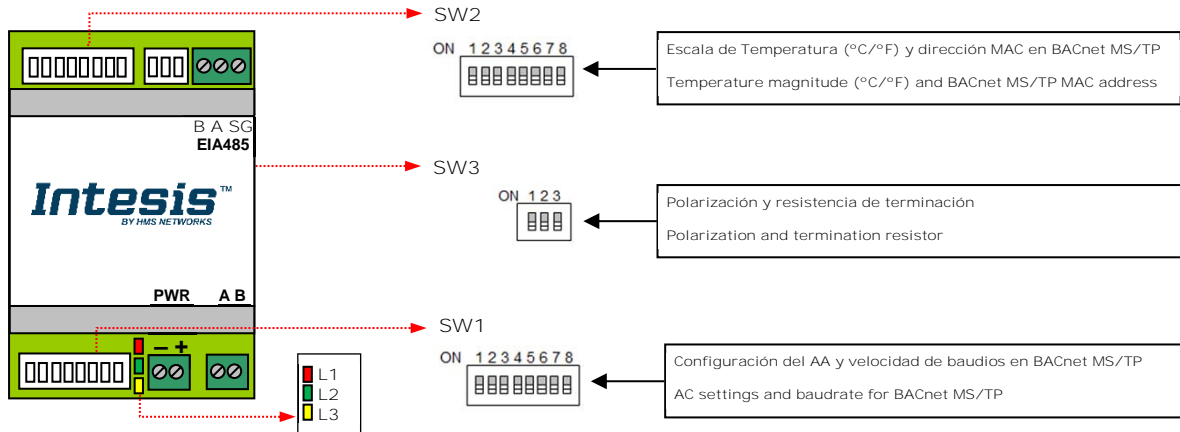 SW2
ON 1 2 3 4 5 6 7 8
Escala de Temperatura (ºC/ºF) y dirección MAC en BACnet MS/TP
Temperature magnitude (ºC/ºF) and BACnet MS/TP MAC address
B A SG
EIA485
SW3
Intesis™
BY HMS NETWORKS
ON 1 2 3
Polarización y resistencia de terminación
Polarization and termination resistor
PWR A B
SW1
– +
ON 1 2 3 4 5 6 7 8
Configuración del AA y velocidad de baudios en BACnet MS/TP
AC settings and baudrate for BACnet MS/TP
L1
L2
L3